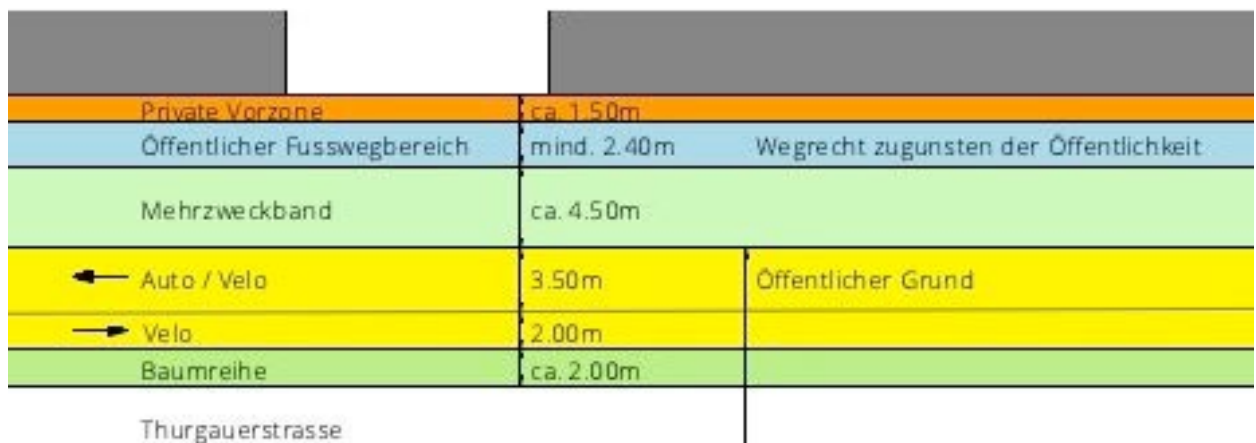 Private Vorzone ca. 1.50m
Öffentlicher Fusswegbereich mind. 2.40m Wegrecht zugunsten der Öffentlichkeit
Mehrzweckband ca. 4.50m
Auto / Velo 3.50m Öffentlicher Grund
Velo 2.00m
Baumreihe ca. 2.00m
Thurgauerstrasse